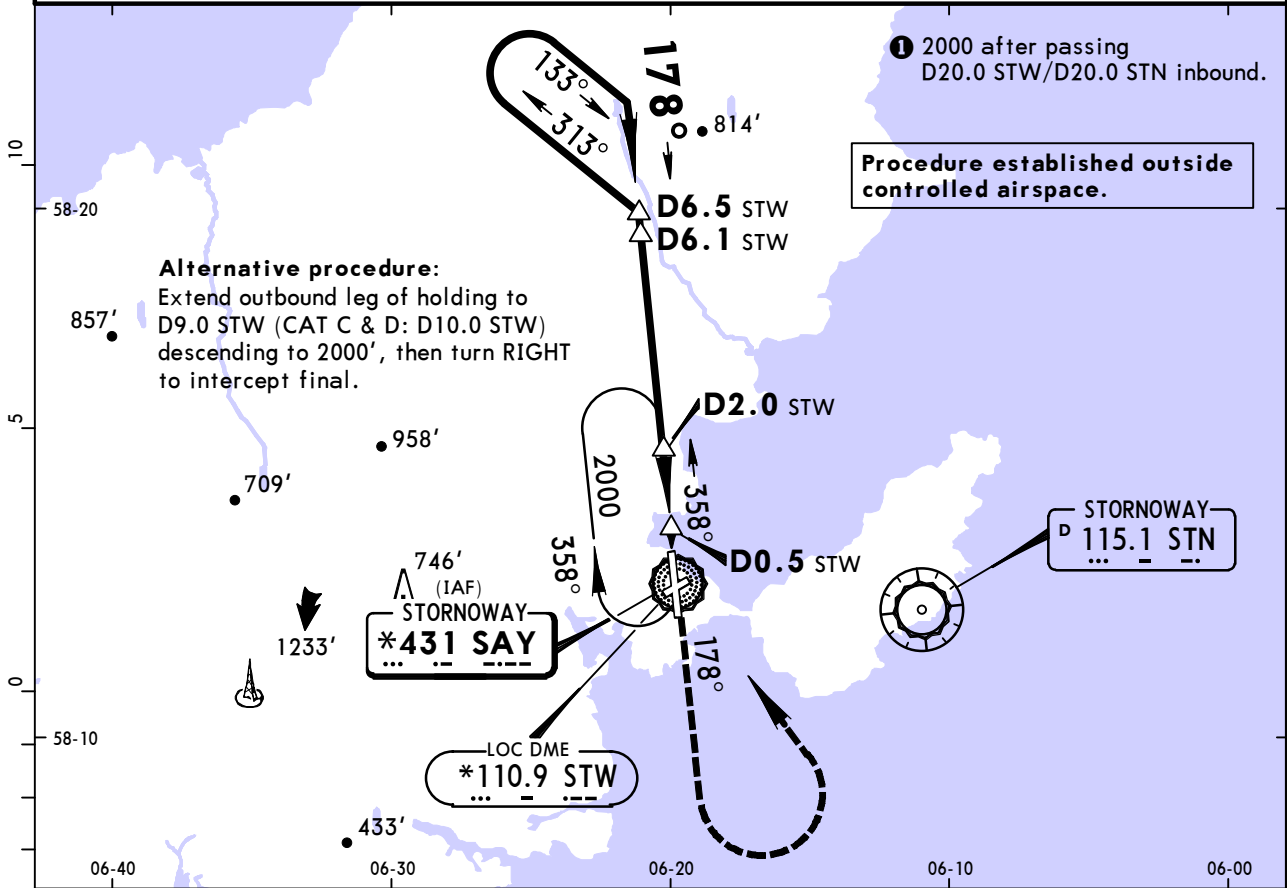 ❶ 2000 after passing
D20.0 STW/D20.0 STN inbound.
Procedure established outside
controlled airspace.
133°
313°
178°
814'
D6.5 STW
D6.1 STW
10
58-20
Alternative procedure:
Extend outbound leg of holding to
D9.0 STW (CAT C & D: D10.0 STW)
descending to 2000', then turn RIGHT
to intercept final.
857'
D2.0 STW
5
958'
2000
709'
358°
358°
STORNOWAY
D 115.1 STN
D0.5 STW
746'
(IAF)
STORNOWAY
*431 SAY
1233'
178°
0
58-10
LOC DME
*110.9 STW
433'
06-40
06-30
06-20
06-10
06-00